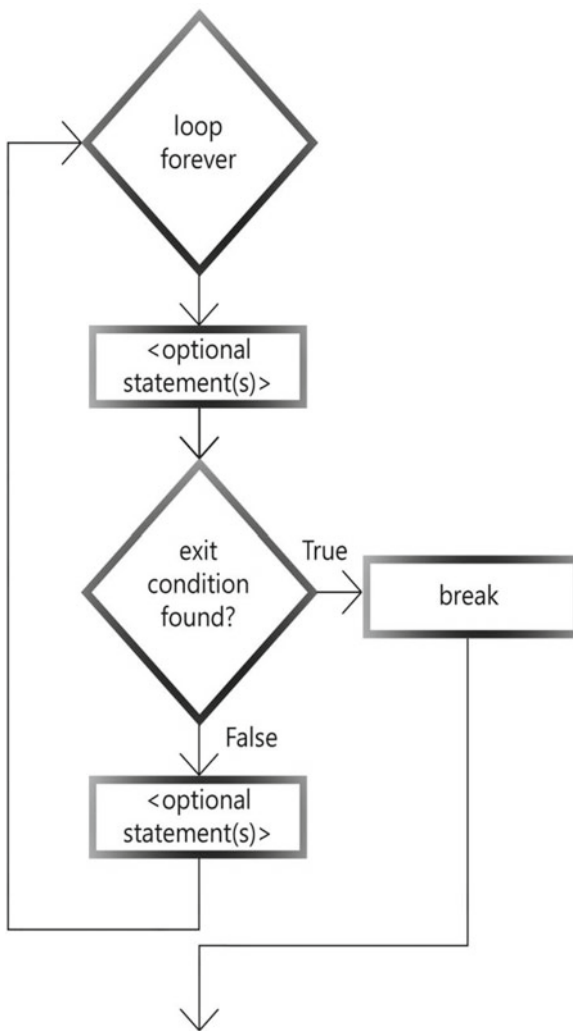 loop
forever
<optional
statement(s)>
exit
condition
found?
True
break
False
<optional
statement(s)>